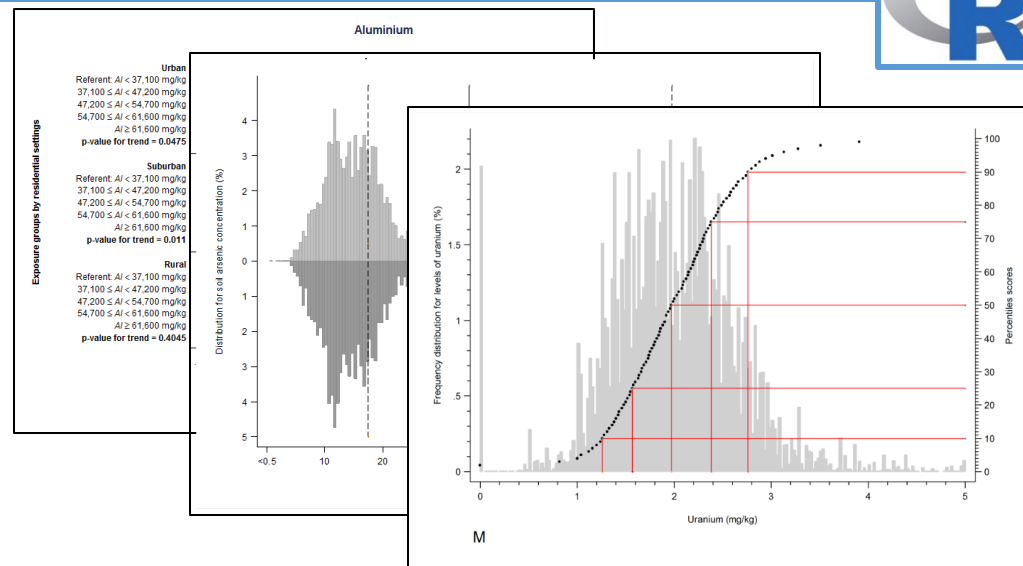 Aluminium
Exposure groups by residential settings
Urban
Referent: Al < 37,100 mg/kg
37,100 ≤ Al < 47,200 mg/kg
47,200 ≤ Al < 54,700 mg/kg
54,700 ≤ Al < 61,600 mg/kg
Al ≥ 61,600 mg/kg
p-value for trend = 0.0475
Suburban
Referent: Al < 37,100 mg/kg
37,100 ≤ Al < 47,200 mg/kg
47,200 ≤ Al < 54,700 mg/kg
54,700 ≤ Al < 61,600 mg/kg
Al ≥ 61,600 mg/kg
p-value for trend = 0.011
Rural
Referent: Al < 37,100 mg/kg
37,100 ≤ Al < 47,200 mg/kg
47,200 ≤ Al < 54,700 mg/kg
54,700 ≤ Al < 61,600 mg/kg
Al ≥ 61,600 mg/kg
p-value for trend = 0.4045
Distribution for soil arsenic concentration (%)
4
3
2
1
0
1
2
3
4
5
<0.5 10 20
Frequency distribution for levels of uranium (%)
2
1.5
1
.5
0
0 1 2 3 4 5
Uranium (mg/kg)
100
90
80
70
60
50
40
30
20
10
0
Percentiles scores
M
R